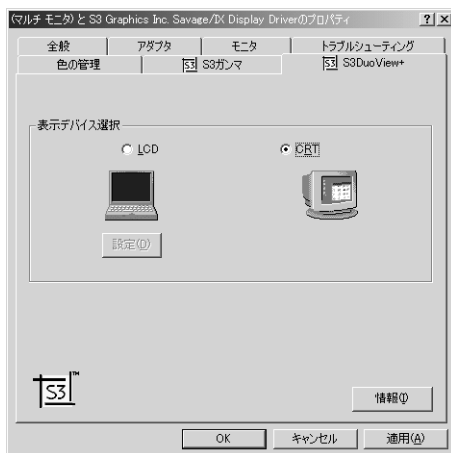 (マルチ モニタ)と S3 Graphics Inc. Savage/IX Display Driverのプロパティ
全般 アダプタ モニタ トラブルシューティング
色の管理 S3 S3ガンマ S3 S3DuoView+
表示デバイス選択
LCD CRT
設定(D)
S3™
情報(I)
OK キャンセル 適用(A)